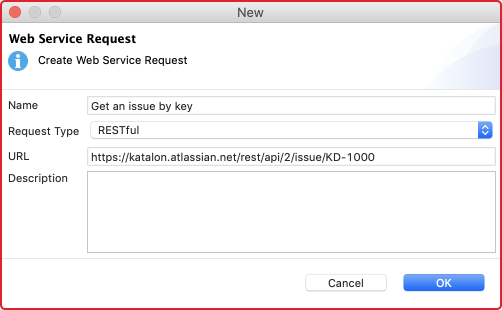 New
Web Service Request
Create Web Service Request
Name Get an issue by key
Request Type RESTful
URL https://katalon.atlassian.net/rest/api/2/issue/KD-1000
Description
Cancel OK